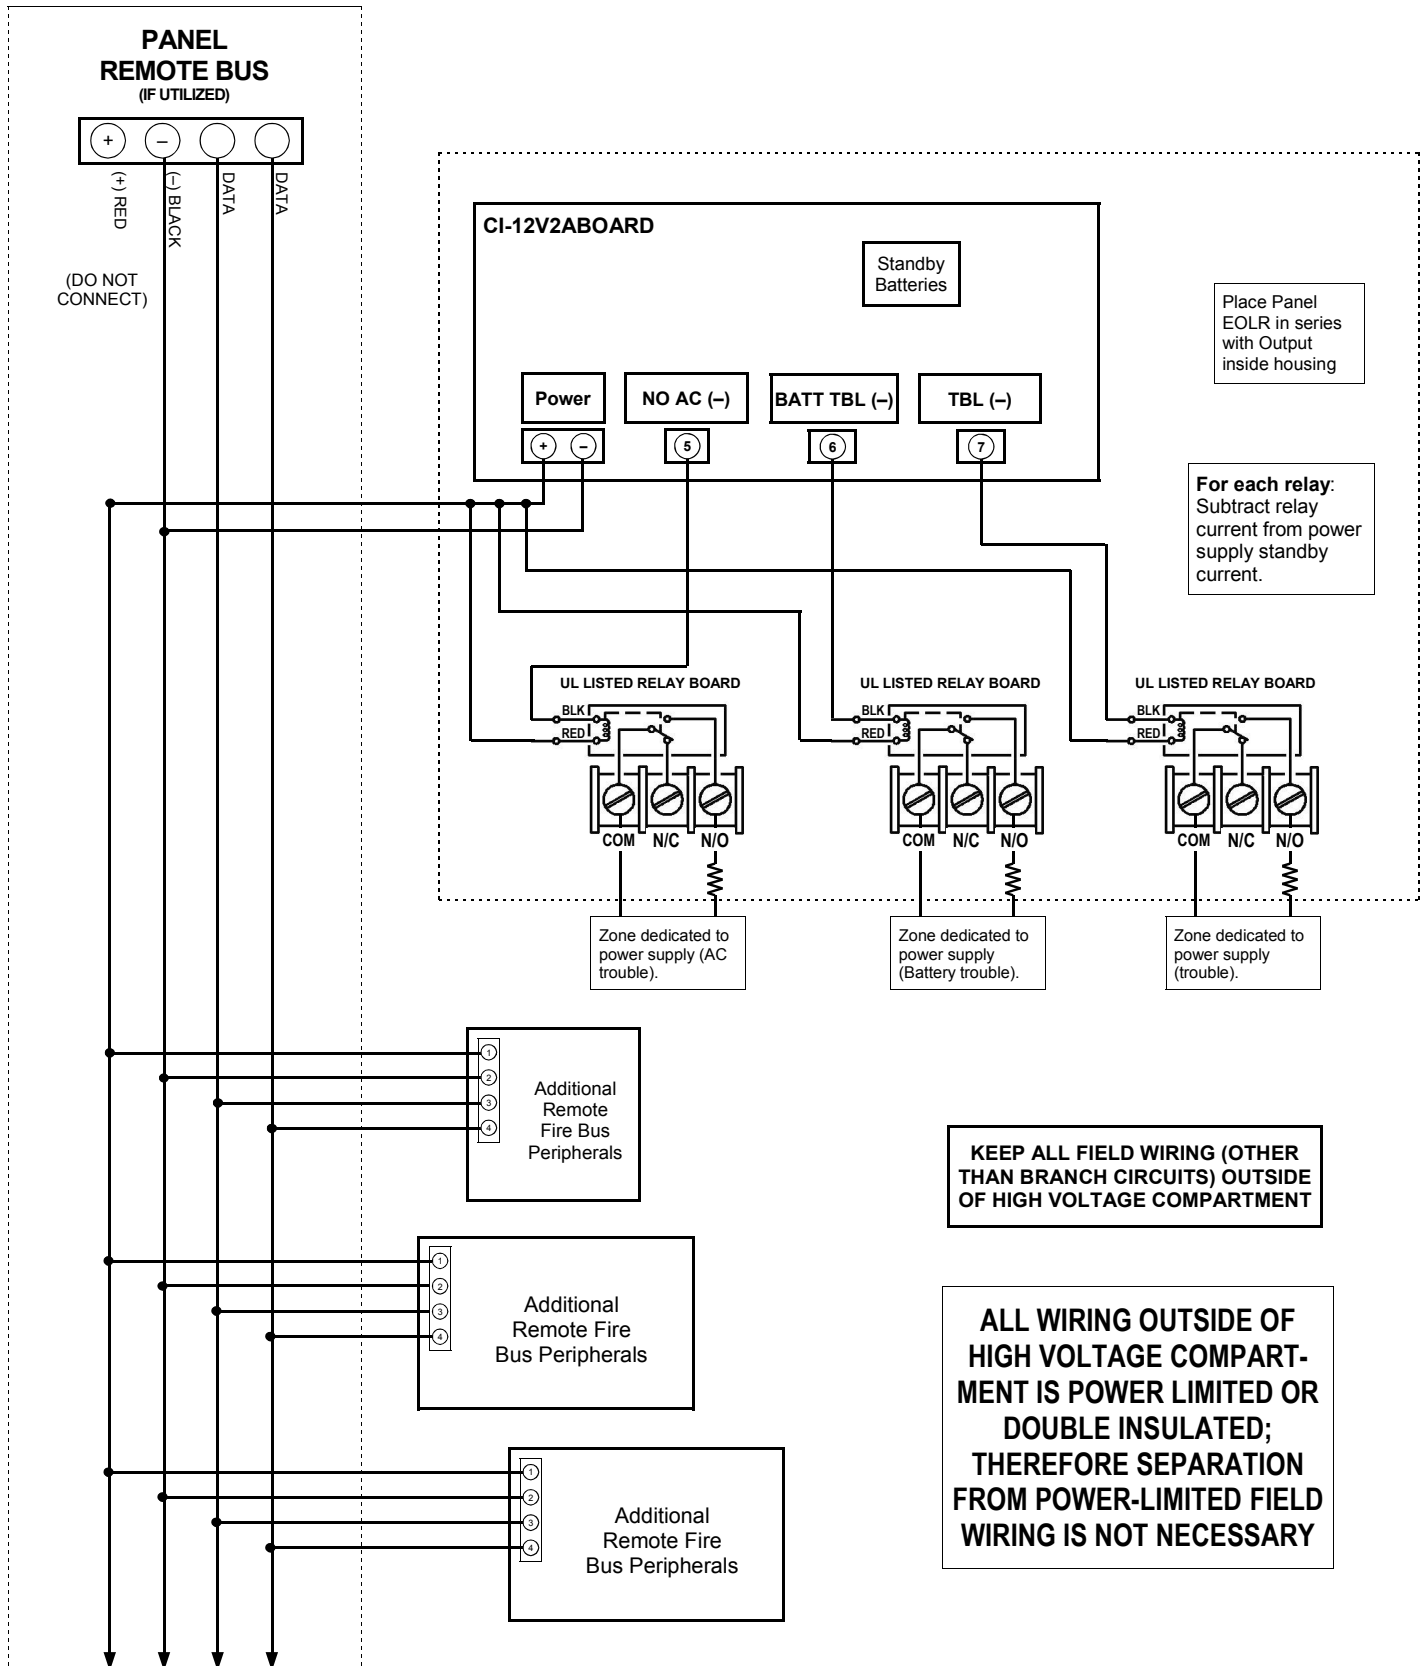 PANEL
REMOTE BUS
(IF UTILIZED)
+
–
(+) RED
(–) BLACK
DATA
DATA
(DO NOT
CONNECT)
CI-12V2ABOARD
Standby
Batteries
Place Panel
EOLR in series
with Output
inside housing
Power
NO AC (–)
BATT TBL (–)
TBL (–)
+
–
5
6
7
For each relay:
Subtract relay
current from power
supply standby
current.
UL LISTED RELAY BOARD
BLK
RED
COM
N/C
N/O
UL LISTED RELAY BOARD
BLK
RED
COM
N/C
N/O
UL LISTED RELAY BOARD
BLK
RED
COM
N/C
N/O
Zone dedicated to
power supply (AC
trouble).
Zone dedicated to
power supply
(Battery trouble).
Zone dedicated to
power supply
(trouble).
1
2
3
4
Additional
Remote
Fire Bus
Peripherals
KEEP ALL FIELD WIRING (OTHER
THAN BRANCH CIRCUITS) OUTSIDE
OF HIGH VOLTAGE COMPARTMENT
1
2
3
4
Additional
Remote Fire
Bus Peripherals
ALL WIRING OUTSIDE OF
HIGH VOLTAGE COMPART-
MENT IS POWER LIMITED OR
DOUBLE INSULATED;
THEREFORE SEPARATION
FROM POWER-LIMITED FIELD
WIRING IS NOT NECESSARY
1
2
3
4
Additional
Remote Fire
Bus Peripherals